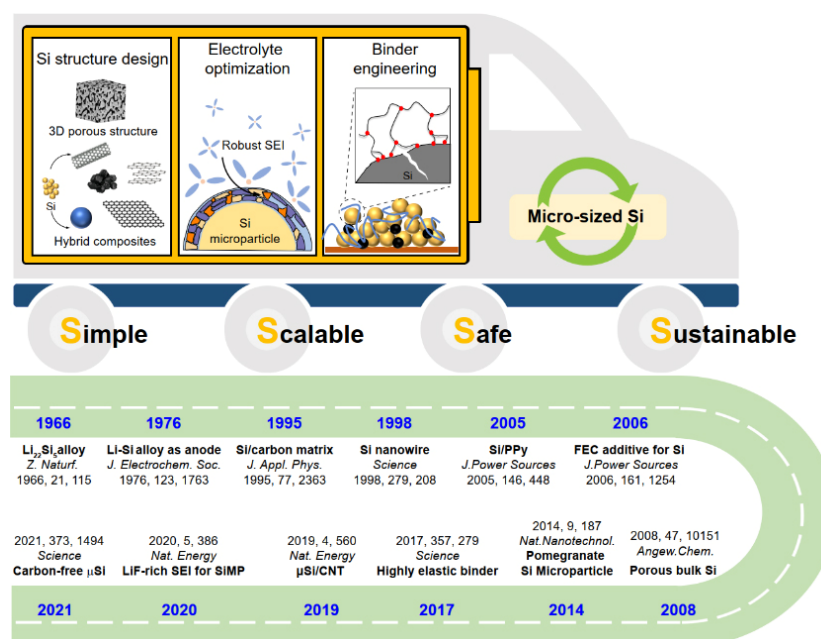 Si structure design
3D porous structure
Si
Hybrid composites
Electrolyte
optimization
Robust SEI
Si
microparticle
Binder
engineering
Si
Micro-sized Si
Simple
Scalable
Safe
Sustainable
1966
1976
1995
1998
2005
2006
Li₂₂Si₅alloy
Z. Naturf.
1966, 21, 115
Li-Si alloy as anode
J. Electrochem. Soc.
1976, 123, 1763
Si/carbon matrix
J. Appl. Phys.
1995, 77, 2363
Si nanowire
Science
1998, 279, 208
Si/PPy
J.Power Sources
2005, 146, 448
FEC additive for Si
J.Power Sources
2006, 161, 1254
2021, 373, 1494
Science
Carbon-free μSi
2020, 5, 386
Nat. Energy
LiF-rich SEI for SiMP
2019, 4, 560
Nat. Energy
μSi/CNT
2017, 357, 279
Science
Highly elastic binder
2014, 9, 187
Nat.Nanotechnol.
Pomegranate
Si Microparticle
2008, 47, 10151
Angew.Chem.
Porous bulk Si
2021
2020
2019
2017
2014
2008